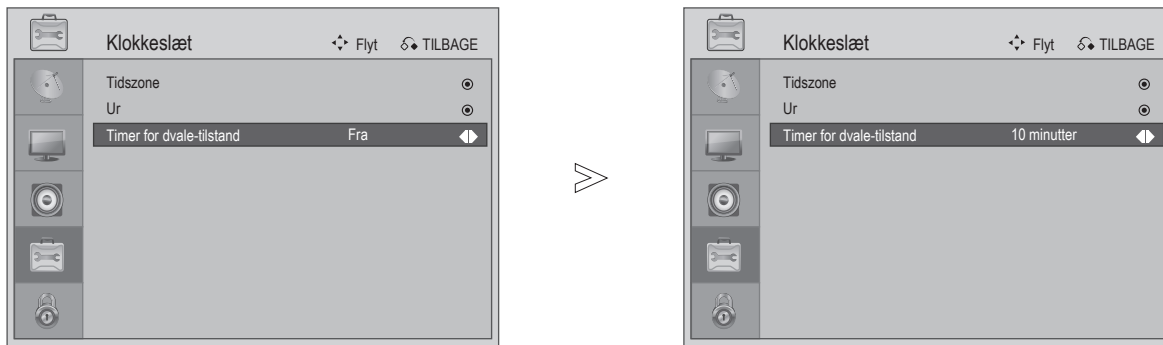 Klokkeslæt Flyt TILBAGE
Tidszone
Ur
Timer for dvale-tilstand Fra
Klokkeslæt Flyt TILBAGE
Tidszone
Ur
Timer for dvale-tilstand 10 minutter